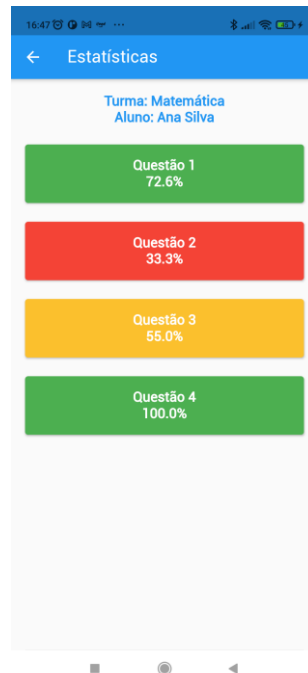 16:47
Estatísticas
Turma: Matemática
Aluno: Ana Silva
Questão 1
72.6%
Questão 2
33.3%
Questão 3
55.0%
Questão 4
100.0%